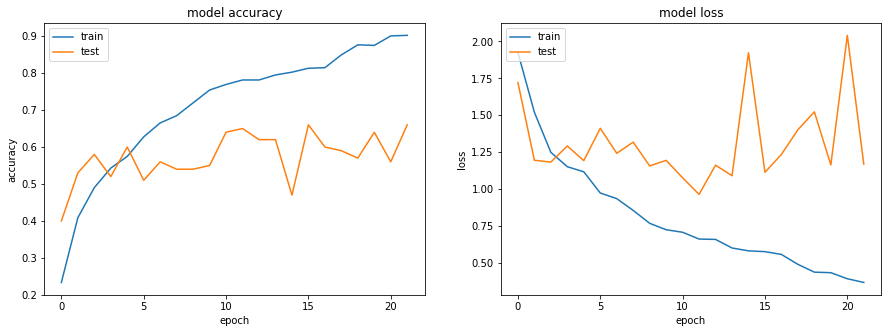 model accuracy
train
test
accuracy
0.9
0.8
0.7
0.6
0.5
0.4
0.3
0.2
0 5 10 15 20
epoch
model loss
train
test
loss
2.00
1.75
1.50
1.25
1.00
0.75
0.50
0 5 10 15 20
epoch